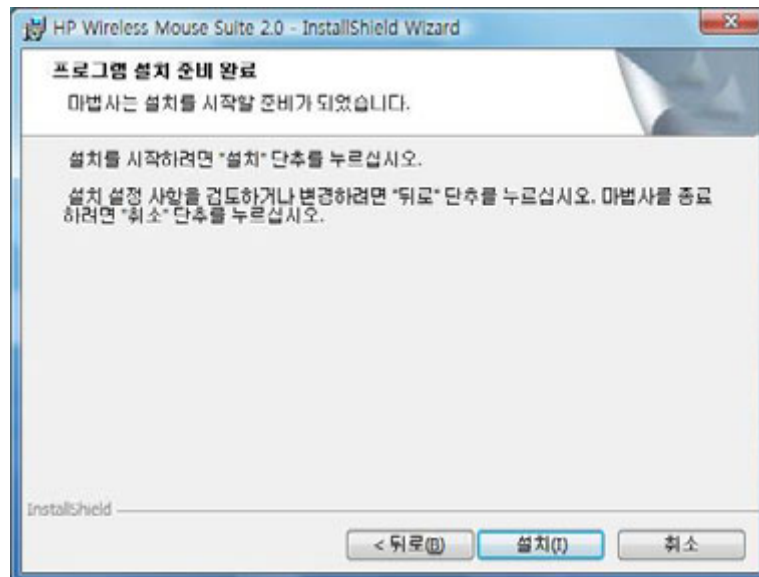 HP Wireless Mouse Suite 2.0 - InstallShield Wizard
프로그램 설치 준비 완료
마법사는 설치를 시작할 준비가 되었습니다.
설치를 시작하려면 "설치" 단추를 누르십시오.
설치 설정 사항을 검토하거나 변경하려면 "뒤로" 단추를 누르십시오. 마법사를 종료
하려면 "취소" 단추를 누르십시오.
InstallShield
< 뒤로(B) 설치(I) 취소